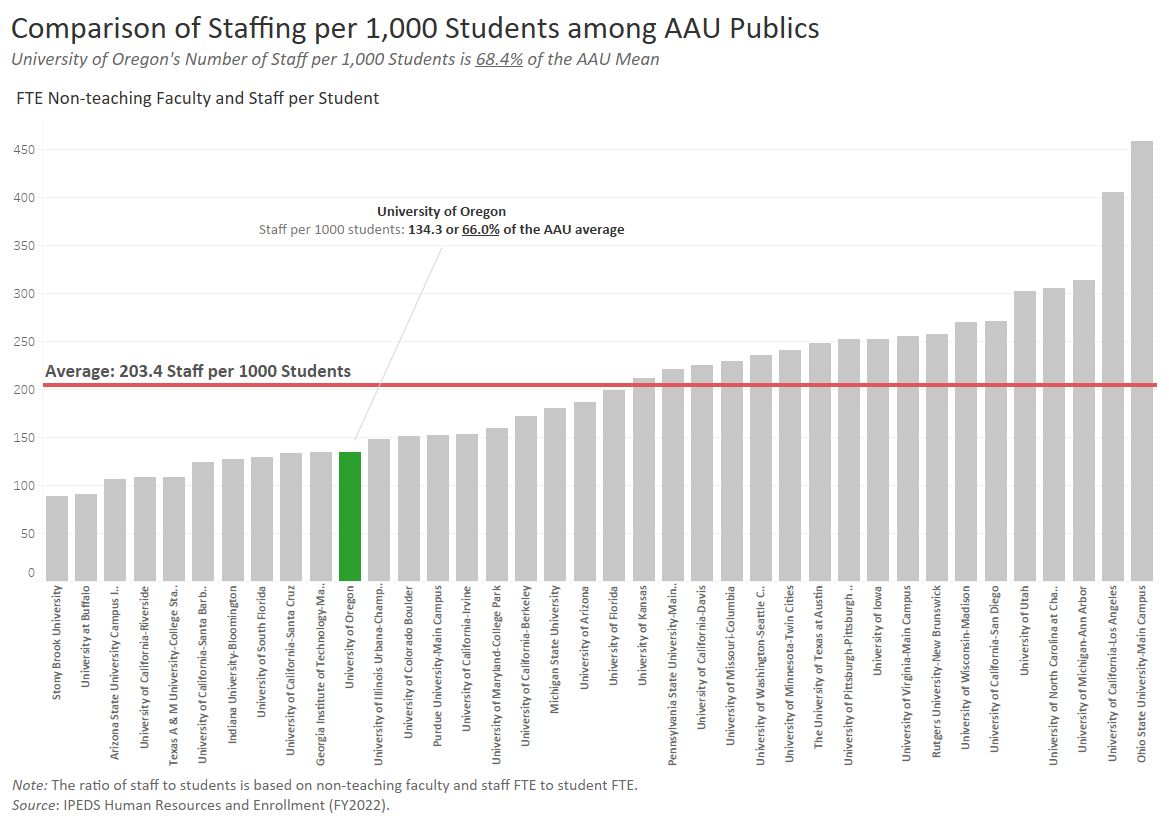 Comparison of Staffing per 1,000 Students among AAU Publics
University of Oregon's Number of Staff per 1,000 Students is 68.4% of the AAU Mean
FTE Non-teaching Faculty and Staff per Student
450
400
350
300
250
200
150
100
50
0
University of Oregon
Staff per 1000 students: 134.3 or 66.0% of the AAU average
Average: 203.4 Staff per 1000 Students
Stony Brook University
University at Buffalo
Arizona State University Campus I..
University of California-Riverside
Texas A & M University-College Sta..
University of California-Santa Barb..
Indiana University-Bloomington
University of South Florida
University of California-Santa Cruz
Georgia Institute of Technology-Ma..
University of Oregon
University of Illinois Urbana-Champ..
University of Colorado Boulder
Purdue University-Main Campus
University of California-Irvine
University of Maryland-College Park
University of California-Berkeley
Michigan State University
University of Arizona
University of Florida
University of Kansas
Pennsylvania State University-Main..
University of California-Davis
University of Missouri-Columbia
University of Washington-Seattle C..
University of Minnesota-Twin Cities
The University of Texas at Austin
University of Pittsburgh-Pittsburgh ..
University of Iowa
University of Virginia-Main Campus
Rutgers University-New Brunswick
University of Wisconsin-Madison
University of California-San Diego
University of Utah
University of North Carolina at Cha..
University of Michigan-Ann Arbor
University of California-Los Angeles
Ohio State University-Main Campus
Note: The ratio of staff to students is based on non-teaching faculty and staff FTE to student FTE.
Source: IPEDS Human Resources and Enrollment (FY2022).